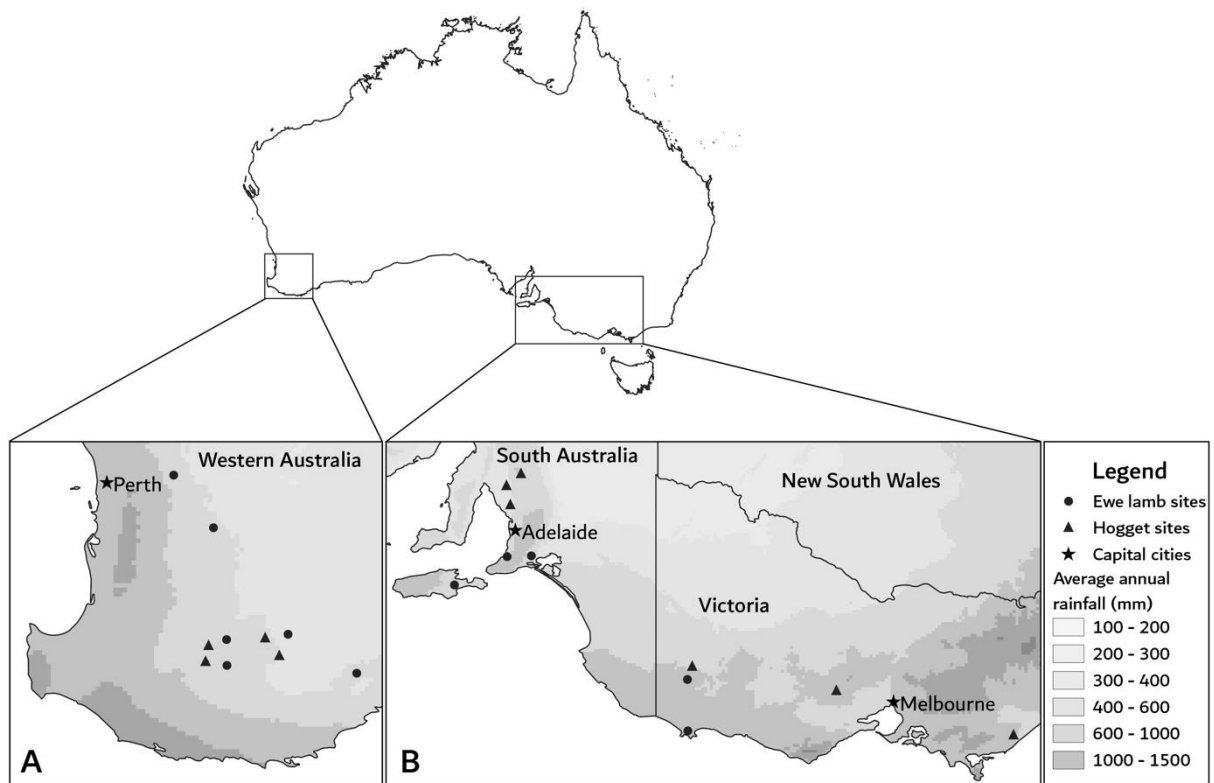 Western Australia
Perth
A
South Australia
New South Wales
Adelaide
Victoria
Melbourne
B
Legend
Ewe lamb sites
Hogget sites
Capital cities
Average annual
rainfall (mm)
100 - 200
200 - 300
300 - 400
400 - 600
600 - 1000
1000 - 1500